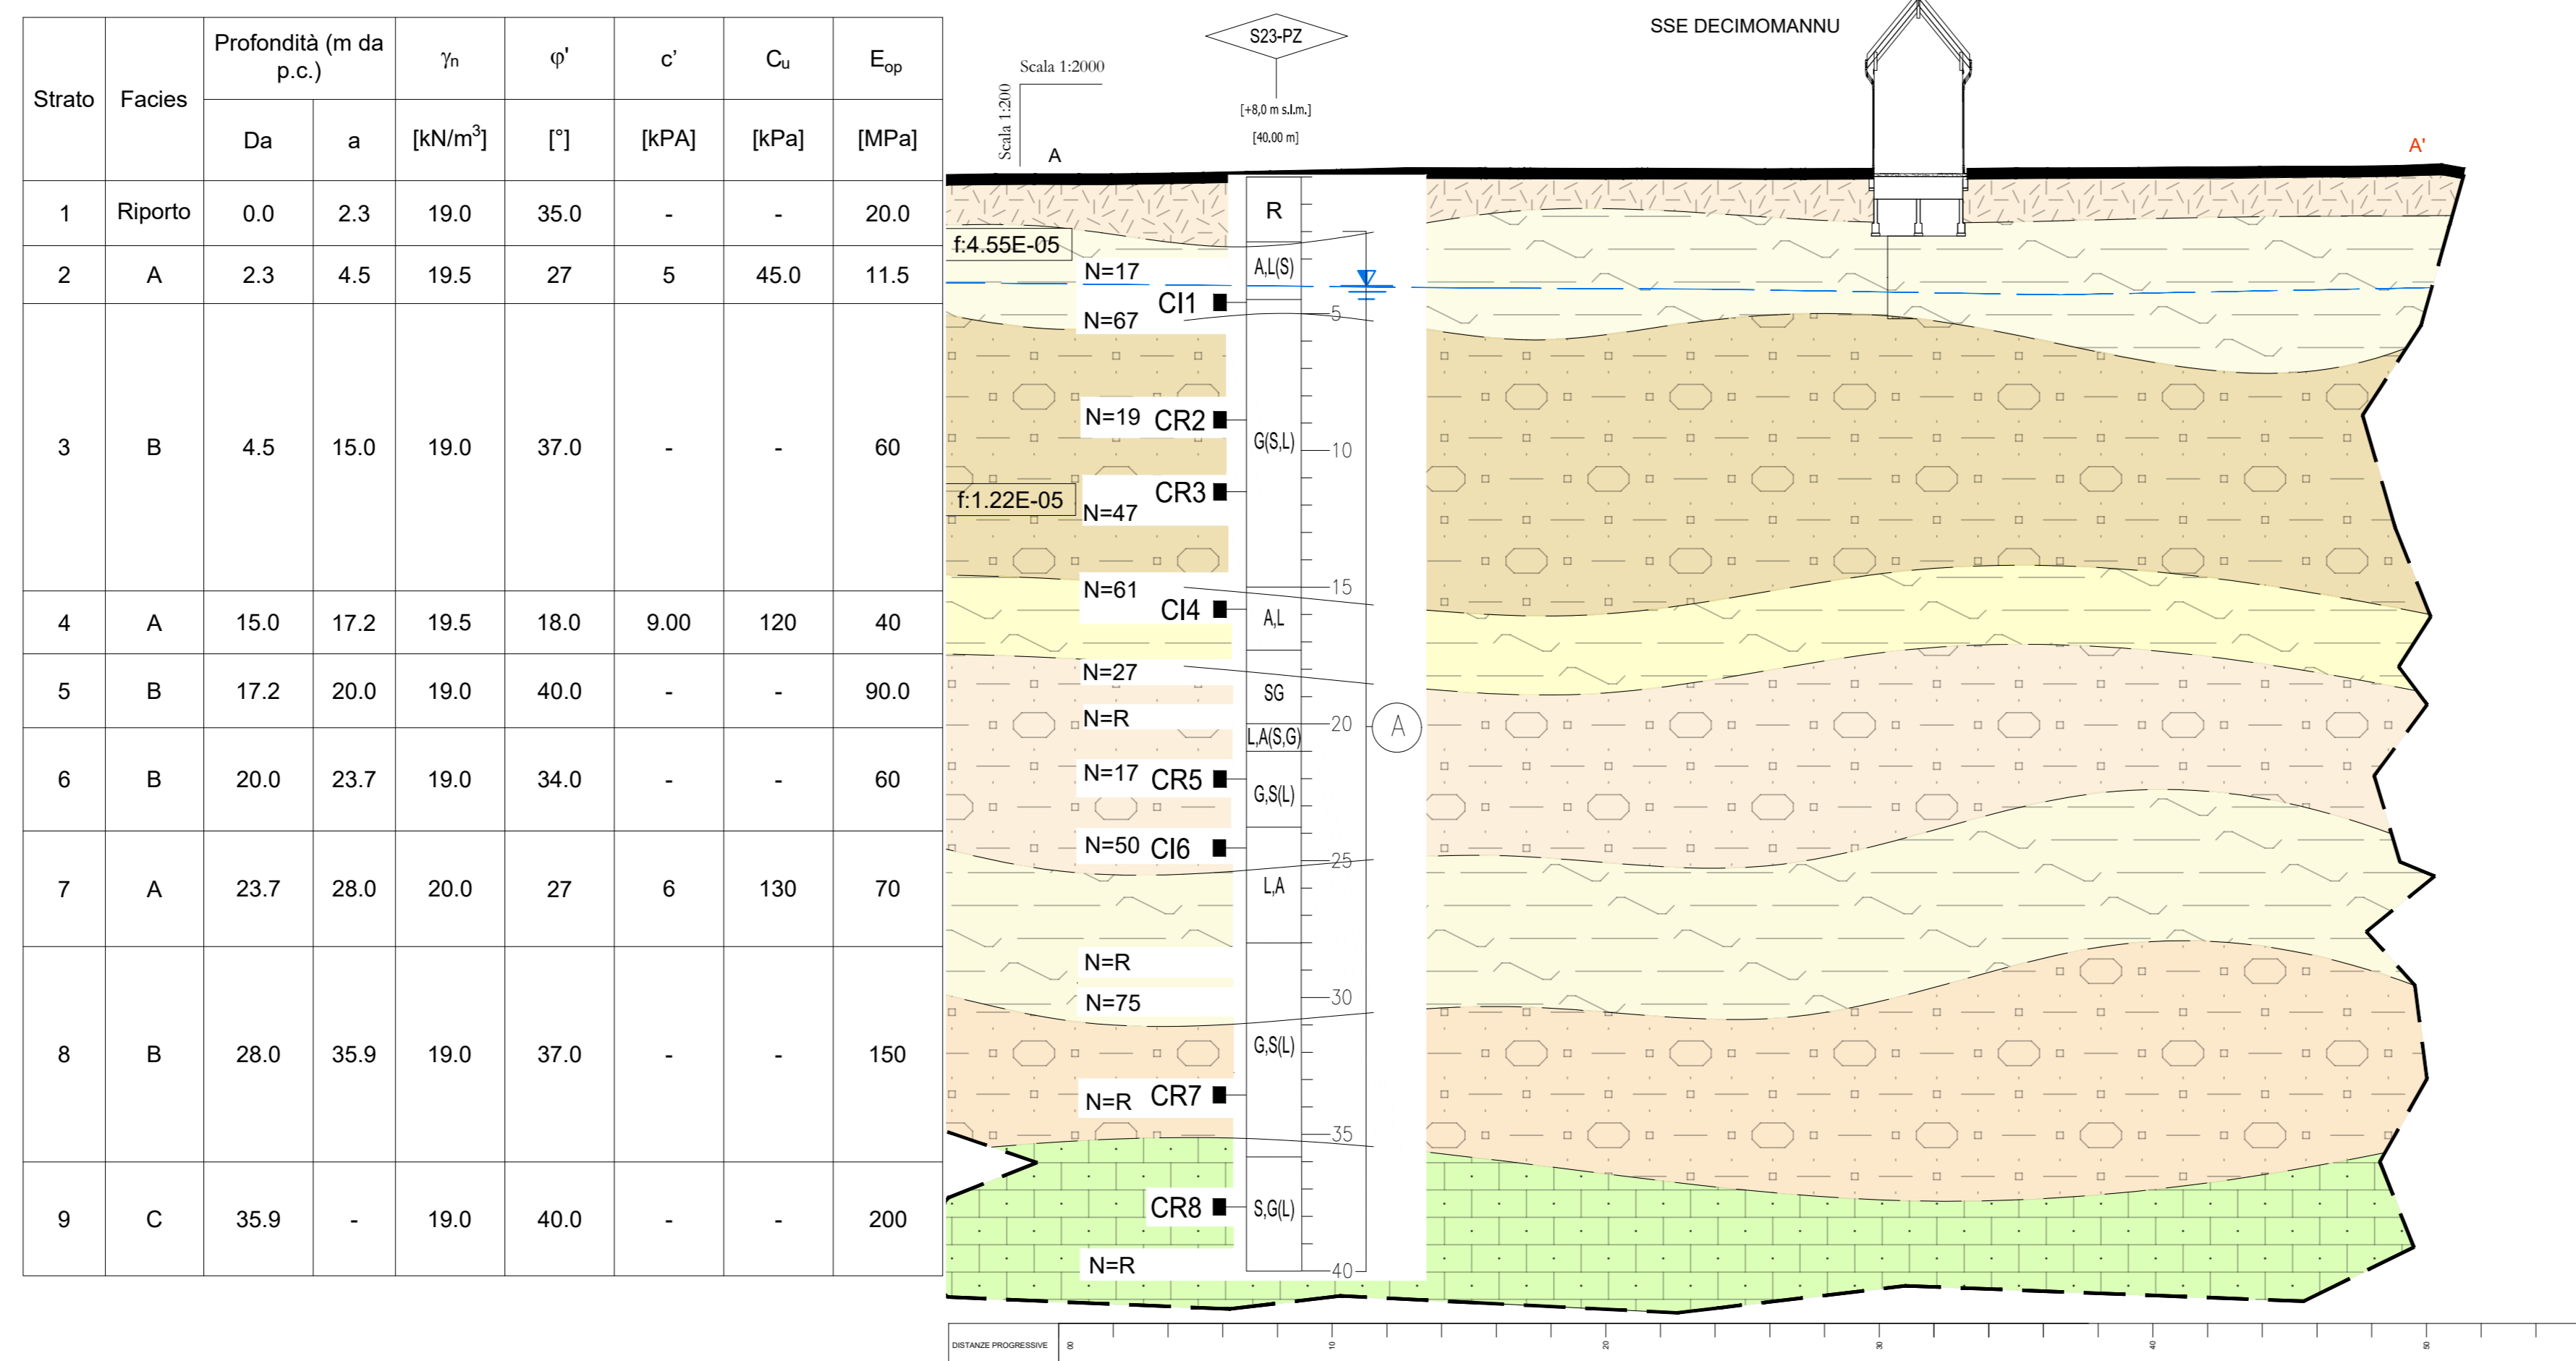 Strato Facies Profondità (m da p.c.) γn φ' c' Cu Eop
Da a [kN/m3] [°] [kPA] [kPa] [MPa]
1 Riporto 0.0 2.3 19.0 35.0 - - 20.0
2 A 2.3 4.5 19.5 27 5 45.0 11.5
3 B 4.5 15.0 19.0 37.0 - - 60
4 A 15.0 17.2 19.5 18.0 9.00 120 40
5 B 17.2 20.0 19.0 40.0 - - 90.0
6 B 20.0 23.7 19.0 34.0 - - 60
7 A 23.7 28.0 20.0 27 6 130 70
8 B 28.0 35.9 19.0 37.0 - - 150
9 C 35.9 - 19.0 40.0 - - 200
Scala 1:2000
Scala 1:200
A
S23-PZ
[+8,0 m s.l.m.]
[40.00 m]
SSE DECIMOMANNU
A'
R
f:4.55E-05
N=17
A,L(S)
CI1
N=67
5
N=19
CR2
G(S,L)
10
CR3
f:1.22E-05
N=47
15
N=61
CI4
A,L
N=27
SG
N=R
20
L,A(S,G)
A
N=17
CR5
G,S(L)
N=50
CI6
25
L,A
N=R
N=75
30
G,S(L)
N=R
CR7
35
CR8
S,G(L)
N=R
40
DISTANZE PROGRESSIVE
00
10
20
30
40
50